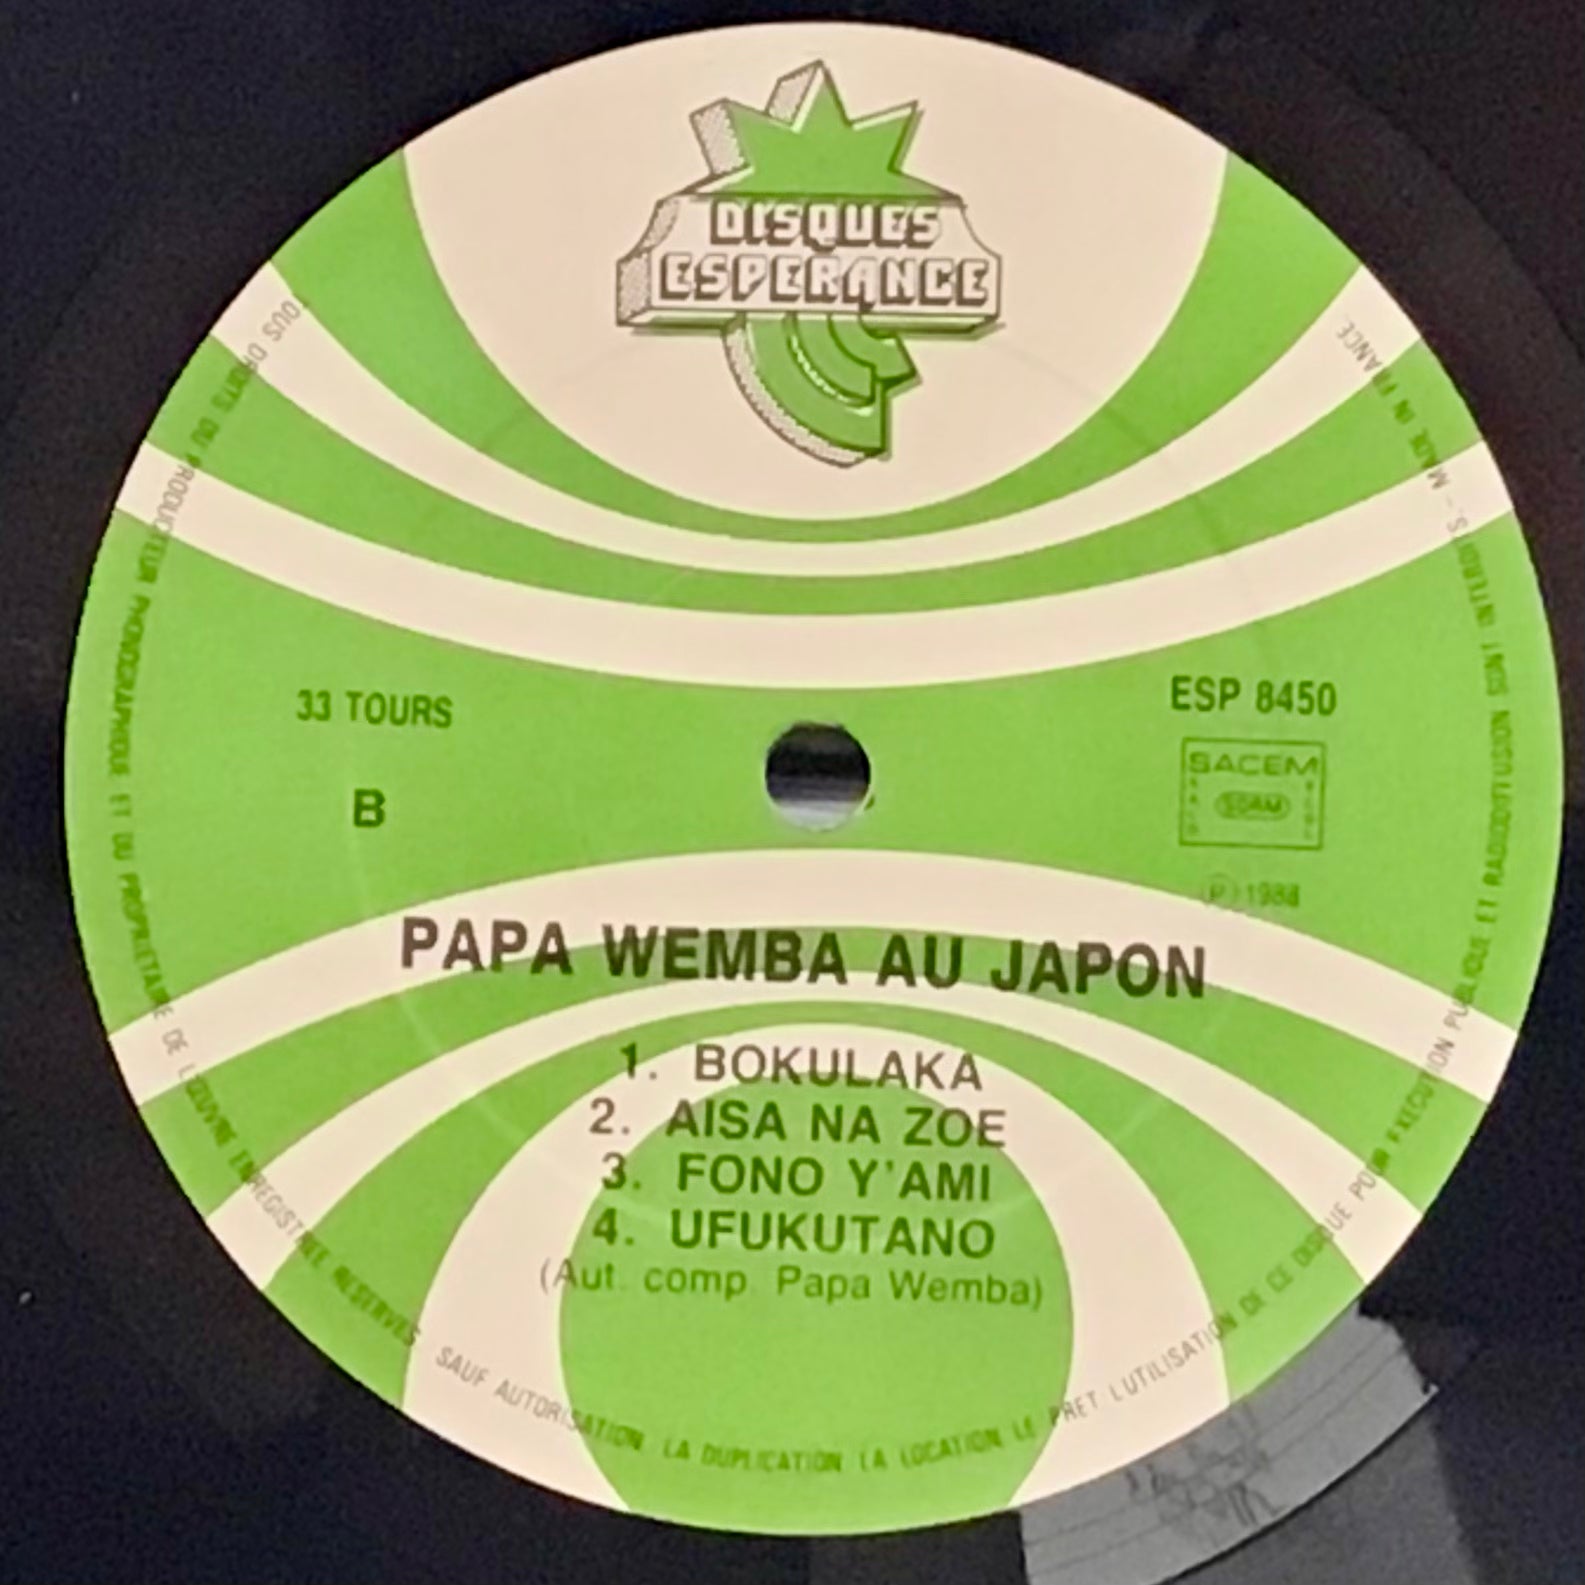 DISQUES
ESPERANCE
33 TOURS
B
ESP 8450
SACEM
SDRM
Ⓟ 1988
PAPA WEMBA AU JAPON
1. BOKULAKA
2. AISA NA ZOE
3. FONO Y'AMI
4. UFUKUTANO
(Aut. comp. Papa Wemba)
TOUS DROITS DU PRODUCTEUR PHONOGRAPHIQUE ET DU PROPRIETAIRE DE L'ŒUVRE ENREGISTREE RESERVES SAUF AUTORISATION LA DUPLICATION LA LOCATION LE PRET L'UTILISATION DE CE DISQUE POUR EXECUTION PUBLIQUE ET RADIODIFFUSION SONT INTERDITS. - MADE IN FRANCE.